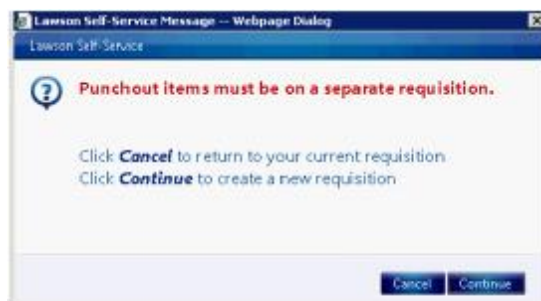 Lawson Self-Service Message -- Webpage Dialog
Lawson Self-Service
Punchout items must be on a separate requisition.
Click Cancel to return to your current requisition
Click Continue to create a new requisition
Cancel Continue